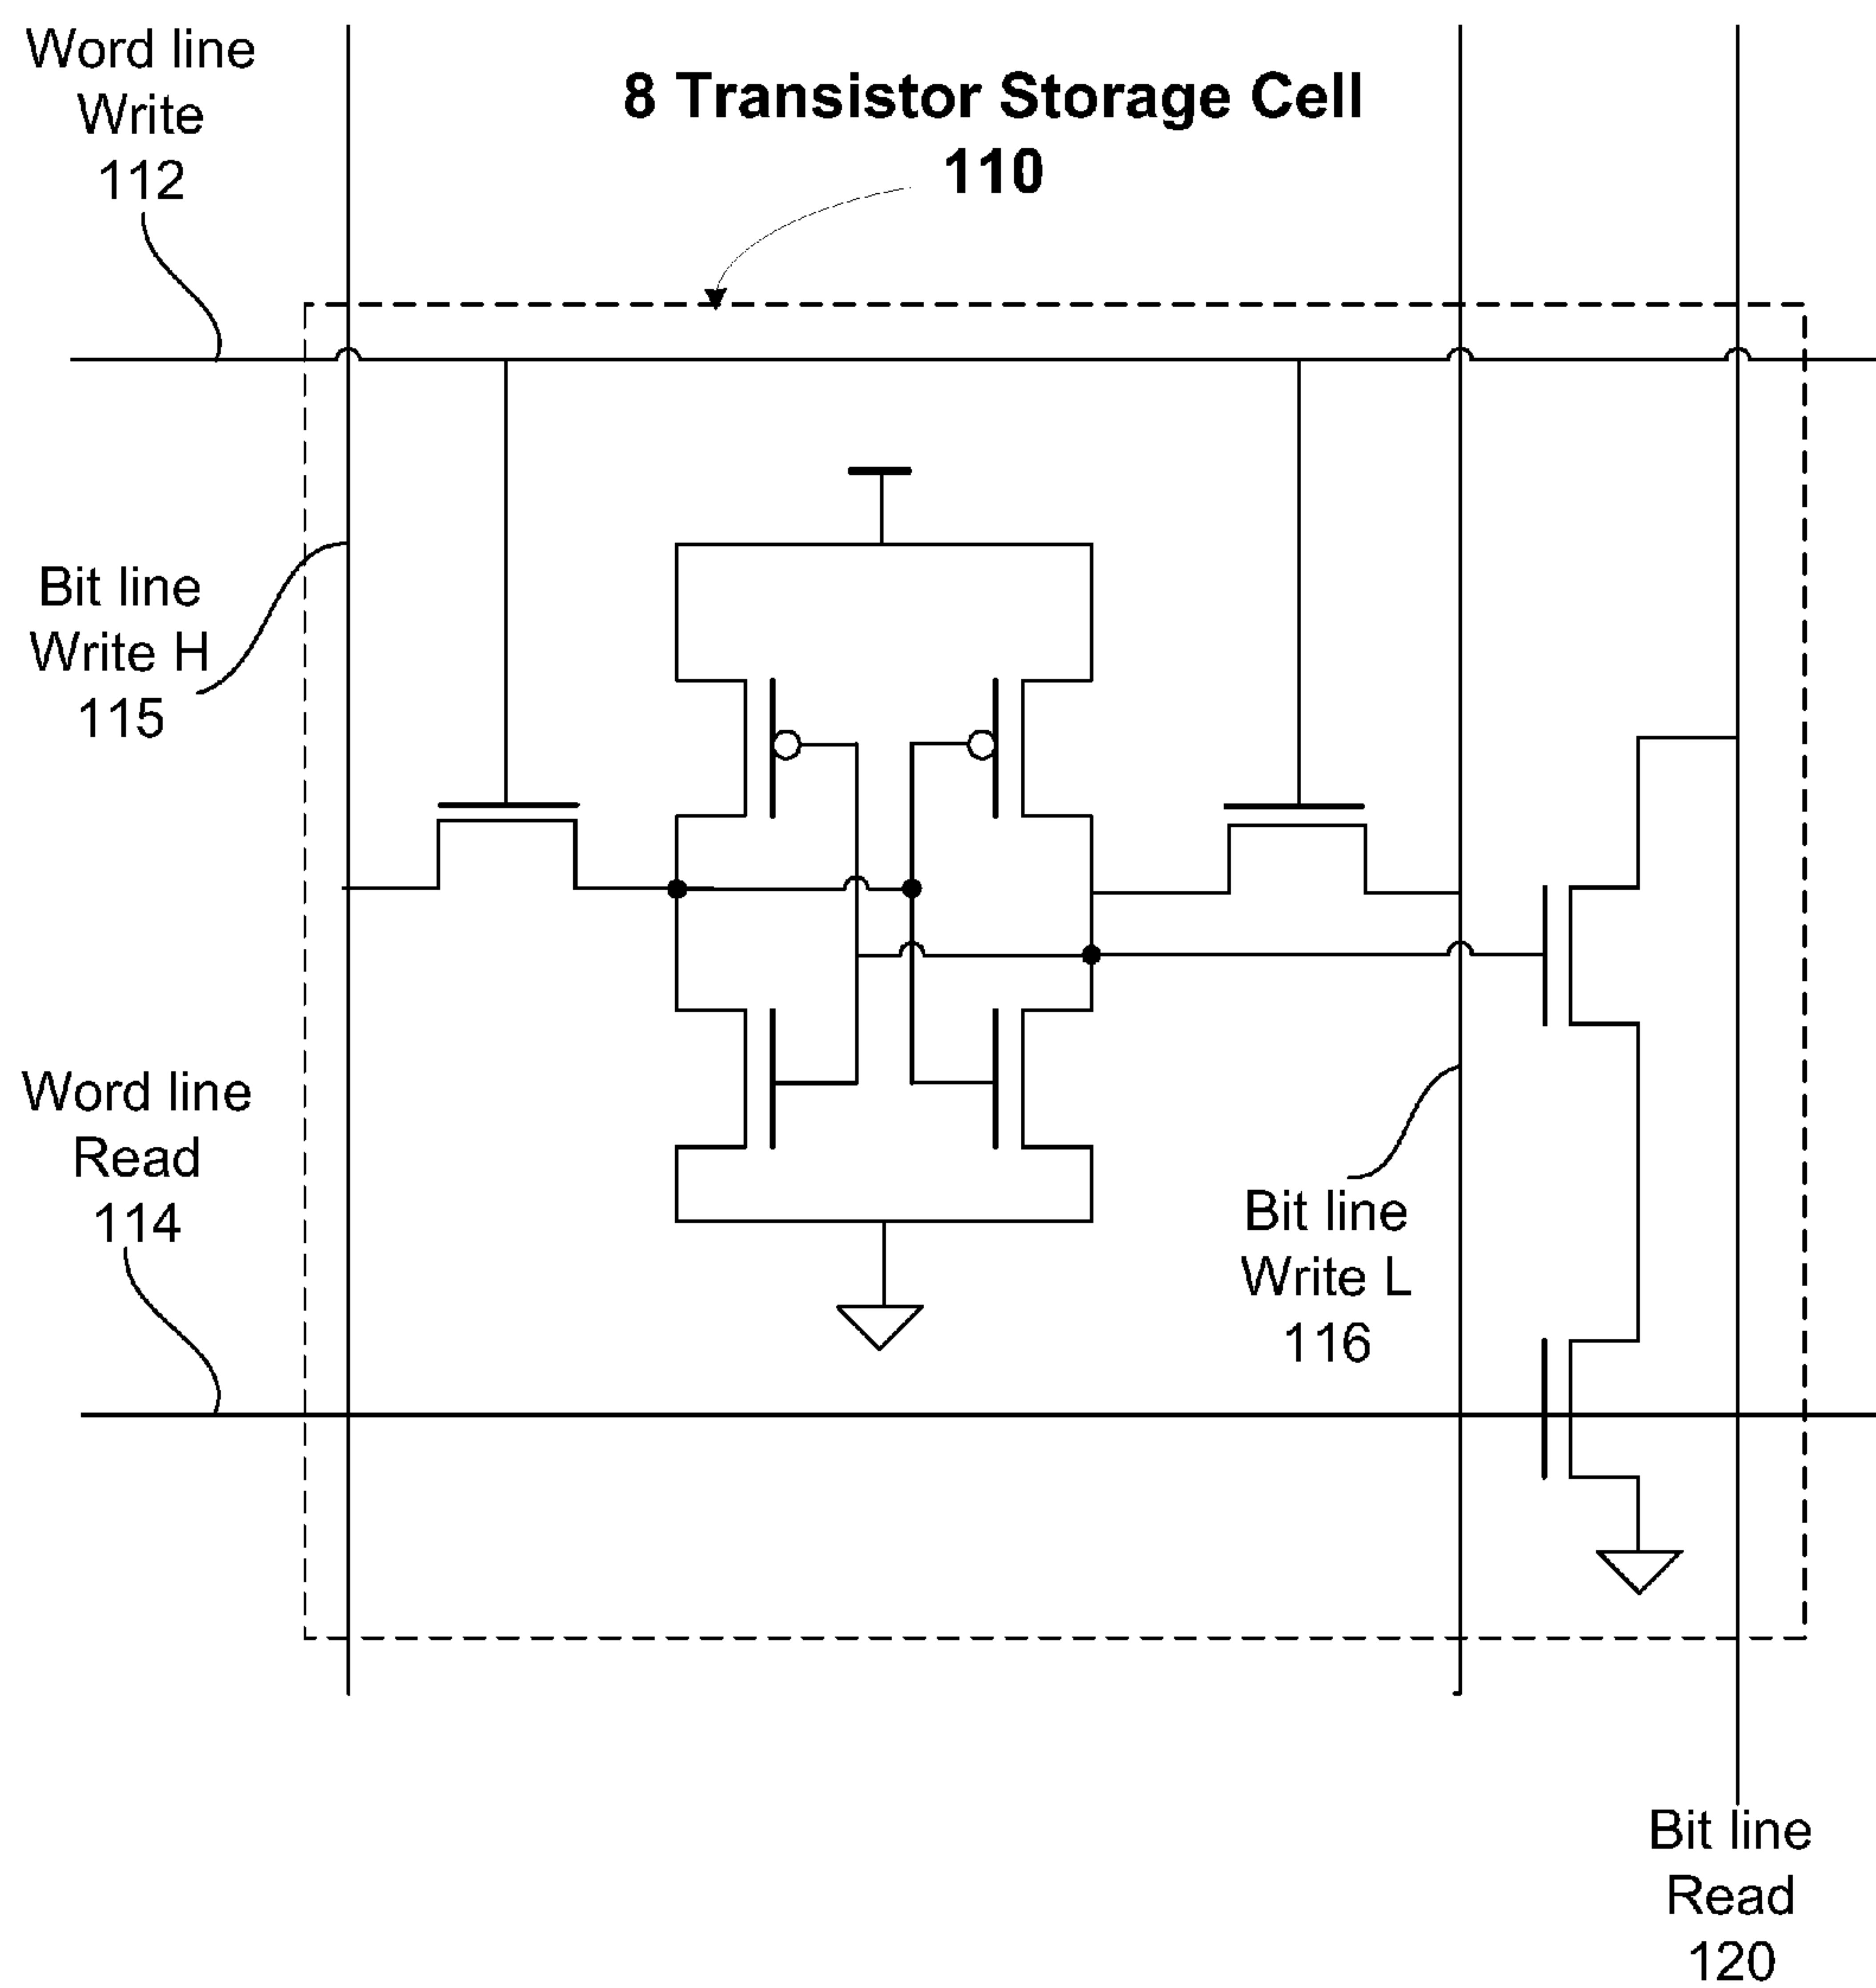 Word line
Write
112
8 Transistor Storage Cell
110
Bit line
Write H
115
Word line
Read
114
Bit line
Write L
116
Bit line
Read
120